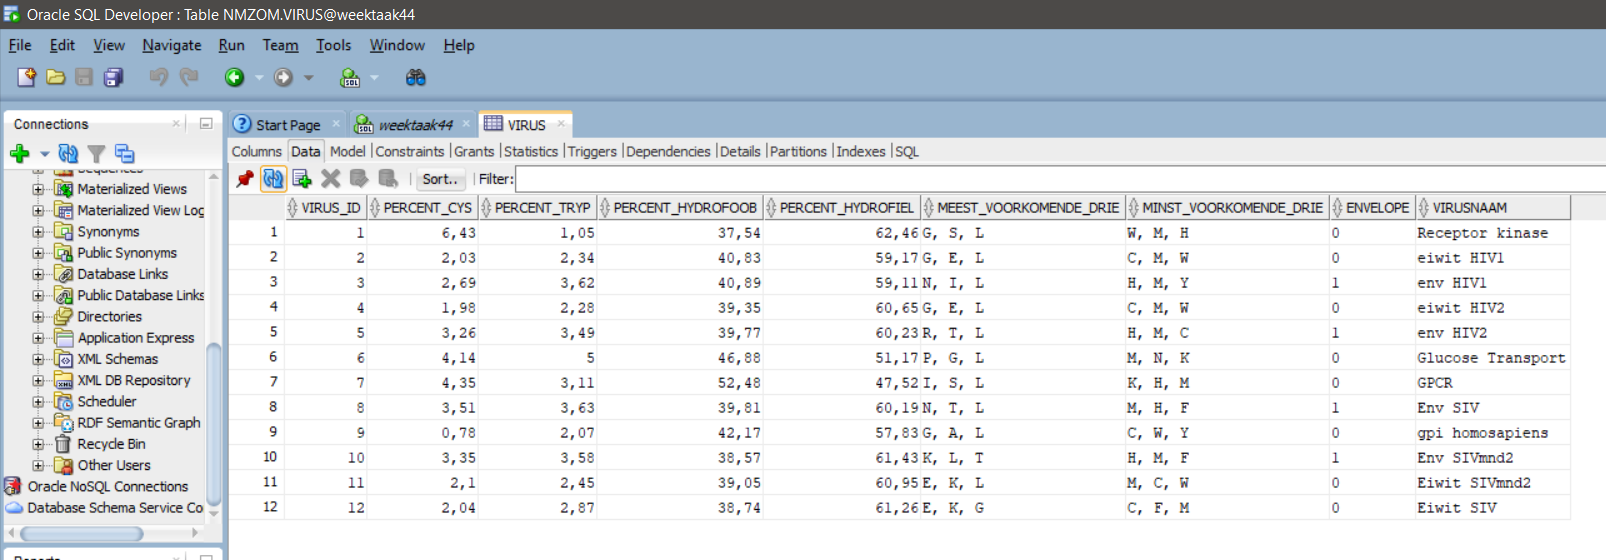 Oracle SQL Developer : Table NMZOM.VIRUS@weektaak44
File Edit View Navigate Run Team Tools Window Help
SQL
Connections
Start Page
SQL weektaak44
VIRUS
Columns Data Model Constraints Grants Statistics Triggers Dependencies Details Partitions Indexes SQL
Sort.. Filter:
Sequences
Materialized Views
Materialized View Log
Synonyms
Public Synonyms
Database Links
Public Database Links
Directories
Application Express
XML Schemas
XML DB Repository
Scheduler
RDF Semantic Graph
Recycle Bin
Other Users
Oracle NoSQL Connections
Database Schema Service Co
Reports
VIRUS_ID PERCENT_CYS PERCENT_TRYP PERCENT_HYDROFOOB PERCENT_HYDROFIEL MEEST_VOORKOMENDE_DRIE MINST_VOORKOMENDE_DRIE ENVELOPE VIRUSNAAM
1 1 6,43 1,05 37,54 62,46 G, S, L W, M, H 0 Receptor kinase
2 2 2,03 2,34 40,83 59,17 G, E, L C, M, W 0 eiwit HIV1
3 3 2,69 3,62 40,89 59,11 N, I, L H, M, Y 1 env HIV1
4 4 1,98 2,28 39,35 60,65 G, E, L C, M, W 0 eiwit HIV2
5 5 3,26 3,49 39,77 60,23 R, T, L H, M, C 1 env HIV2
6 6 4,14 5 46,88 51,17 P, G, L M, N, K 0 Glucose Transport
7 7 4,35 3,11 52,48 47,52 I, S, L K, H, M 0 GPCR
8 8 3,51 3,63 39,81 60,19 N, T, L M, H, F 1 Env SIV
9 9 0,78 2,07 42,17 57,83 G, A, L C, W, Y 0 gpi homosapiens
10 10 3,35 3,58 38,57 61,43 K, L, T H, M, F 1 Env SIVmnd2
11 11 2,1 2,45 39,05 60,95 E, K, L M, C, W 0 Eiwit SIVmnd2
12 12 2,04 2,87 38,74 61,26 E, K, G C, F, M 0 Eiwit SIV